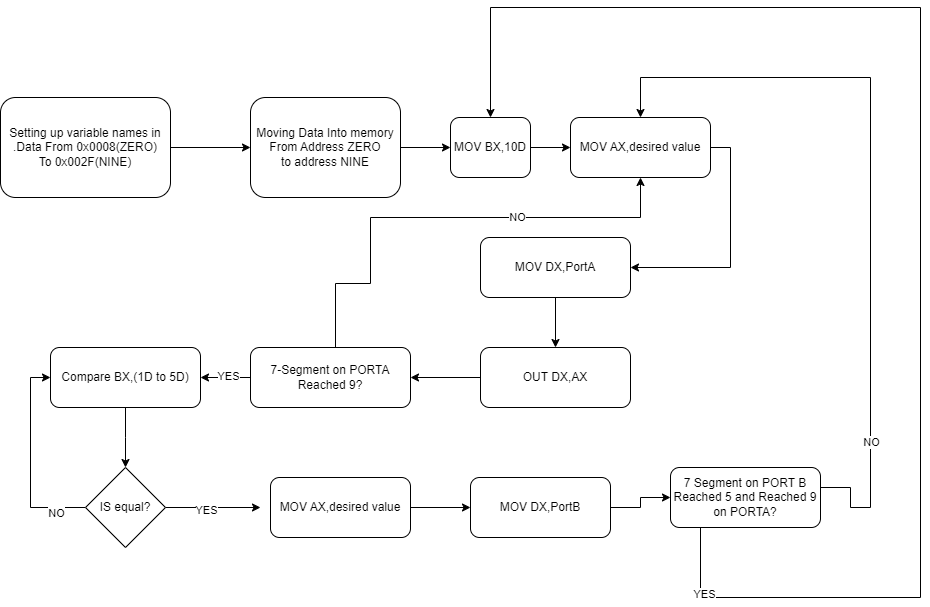 Setting up variable names in
.Data From 0x0008(ZERO)
To 0x002F(NINE)
Moving Data Into memory
From Address ZERO
to address NINE
MOV BX,10D
MOV AX,desired value
NO
MOV DX,PortA
Compare BX,(1D to 5D)
YES
7-Segment on PORTA
Reached 9?
OUT DX,AX
NO
IS equal?
NO
YES
MOV AX,desired value
MOV DX,PortB
7 Segment on PORT B
Reached 5 and Reached 9
on PORTA?
YES